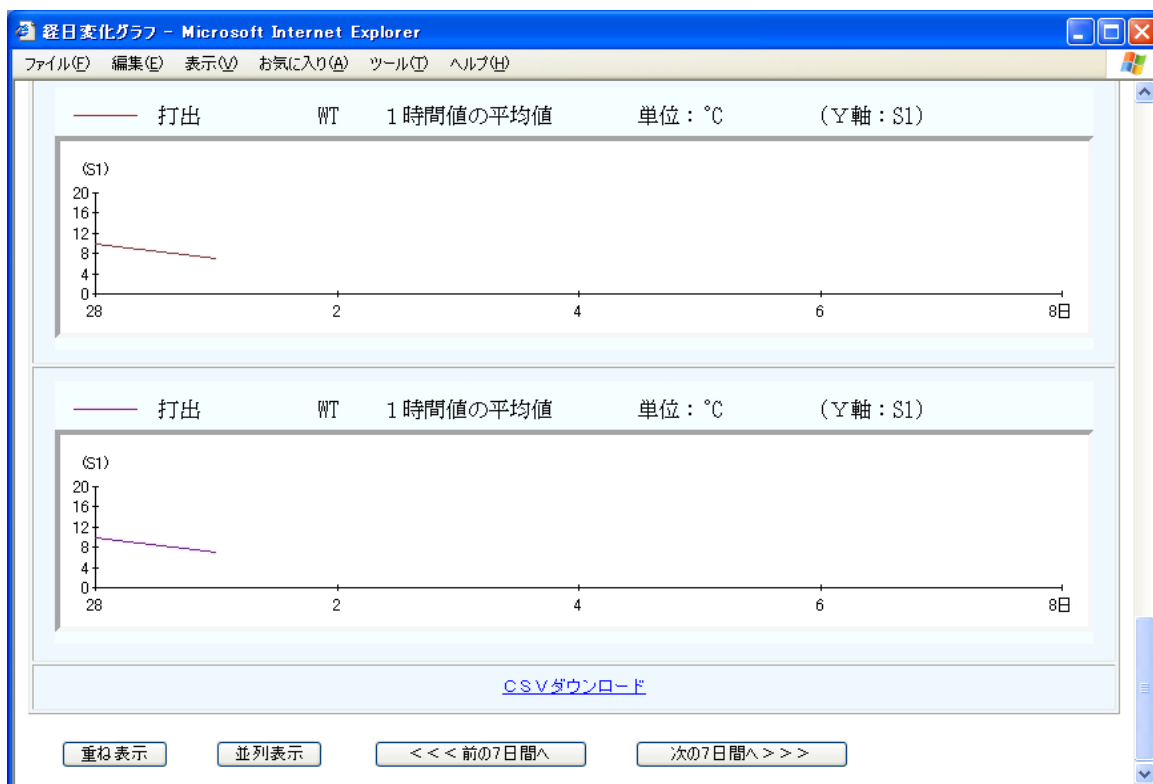 経日変化グラフ - Microsoft Internet Explorer
ファイル(F) 編集(E) 表示(V) お気に入り(A) ツール(T) ヘルプ(H)
打出 WT 1時間値の平均値 単位：℃ (Y軸：S1)
(S1)
20
16
12
8
4
0
28 2 4 6 8日
打出 WT 1時間値の平均値 単位：℃ (Y軸：S1)
(S1)
20
16
12
8
4
0
28 2 4 6 8日
ＣＳＶダウンロード
重ね表示 並列表示 <<<前の7日間へ 次の7日間へ>>>